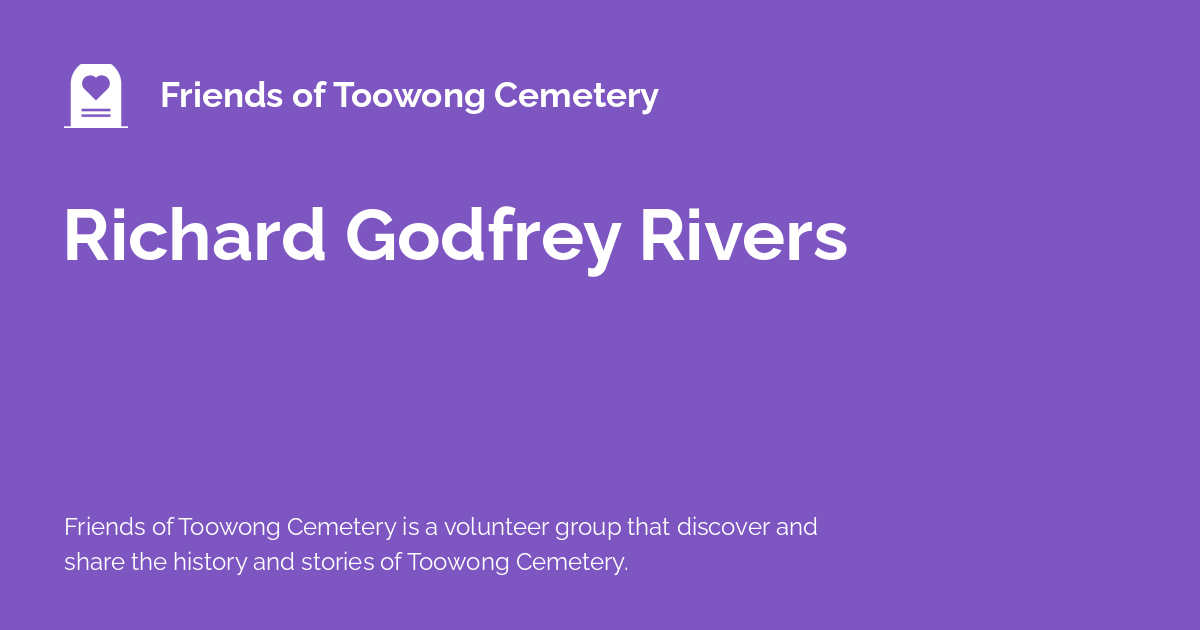 Friends of Toowong Cemetery
Richard Godfrey Rivers
Friends of Toowong Cemetery is a volunteer group that discover and
share the history and stories of Toowong Cemetery.